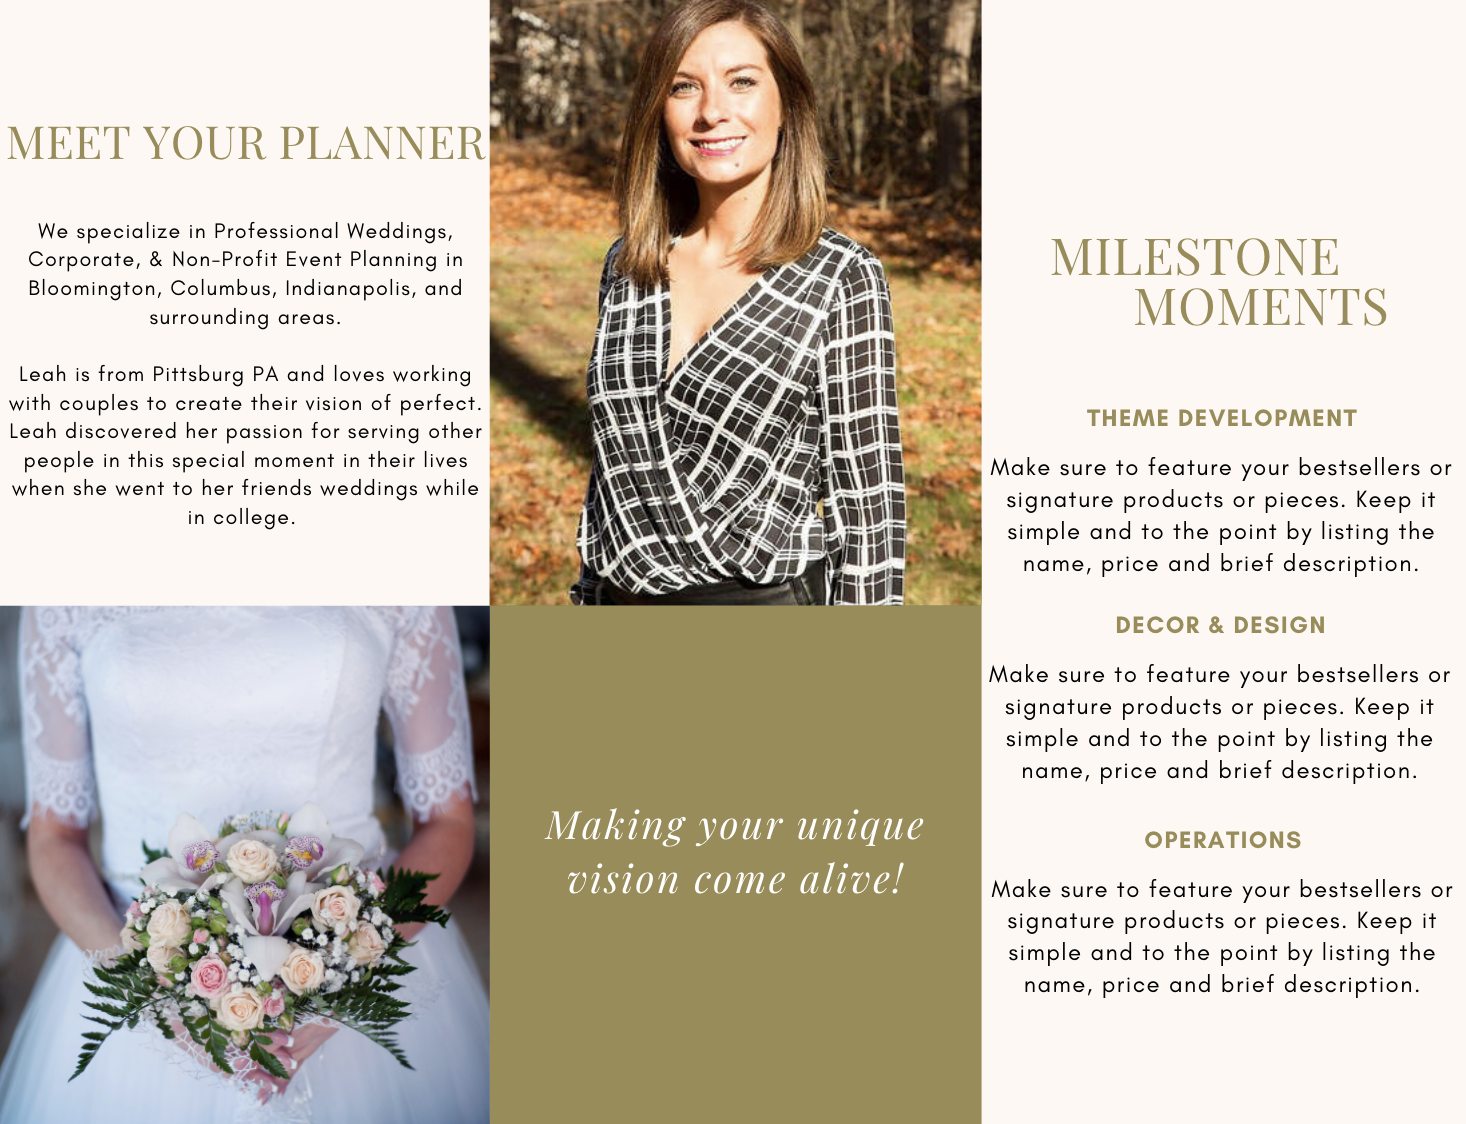 MEET YOUR PLANNER
We specialize in Professional Weddings,
Corporate, & Non-Profit Event Planning in
Bloomington, Columbus, Indianapolis, and
surrounding areas.
Leah is from Pittsburg PA and loves working
with couples to create their vision of perfect.
Leah discovered her passion for serving other
people in this special moment in their lives
when she went to her friends weddings while
in college.
Making your unique
vision come alive!
MILESTONE
MOMENTS
THEME DEVELOPMENT
Make sure to feature your bestsellers or
signature products or pieces. Keep it
simple and to the point by listing the
name, price and brief description.
DECOR & DESIGN
Make sure to feature your bestsellers or
signature products or pieces. Keep it
simple and to the point by listing the
name, price and brief description.
OPERATIONS
Make sure to feature your bestsellers or
signature products or pieces. Keep it
simple and to the point by listing the
name, price and brief description.